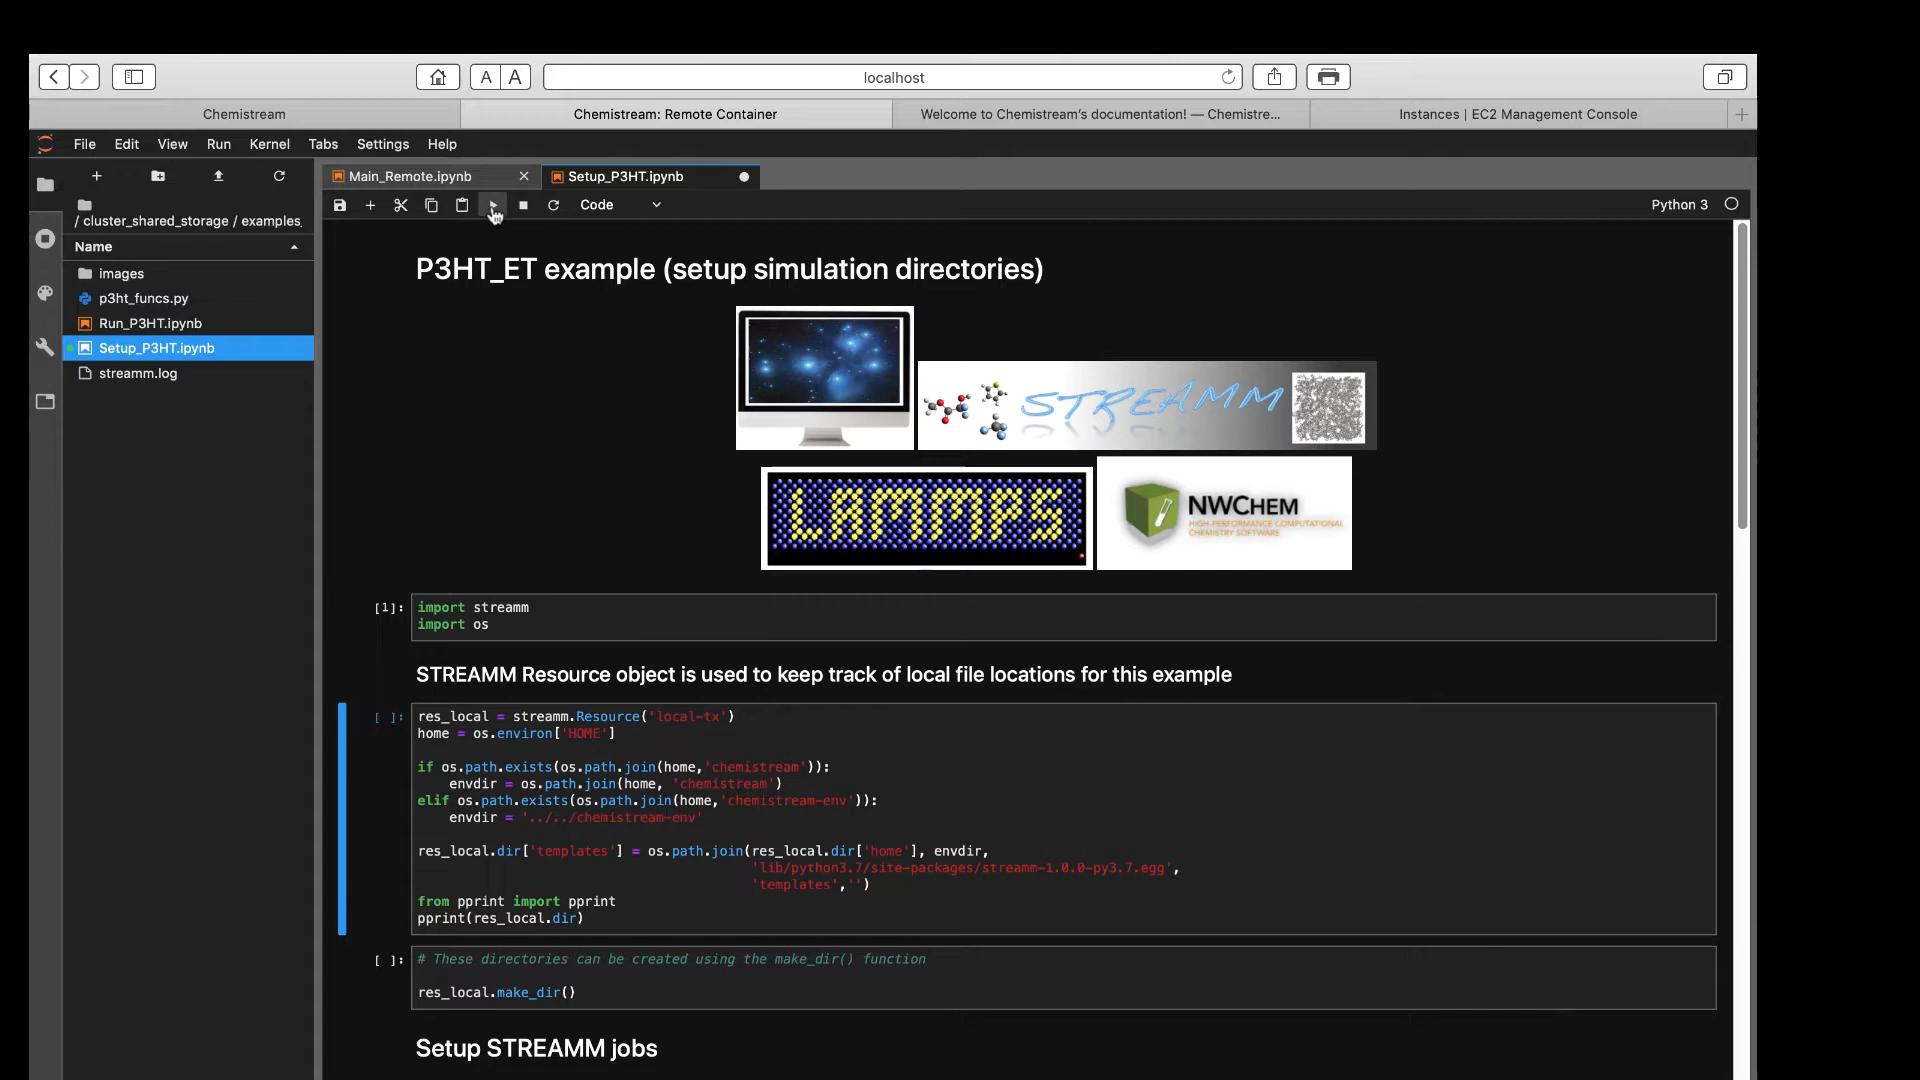 A A
localhost
Chemistream
Chemistream: Remote Container
Welcome to Chemistream's documentation! — Chemistre...
Instances | EC2 Management Console
File Edit View Run Kernel Tabs Settings Help
Main_Remote.ipynb
Setup_P3HT.ipynb
Code
Python 3
/ cluster_shared_storage / examples_
Name
images
p3ht_funcs.py
Run_P3HT.ipynb
Setup_P3HT.ipynb
streamm.log
P3HT_ET example (setup simulation directories)
STREAMM
LAMMPS
NWCHEM
HIGH-PERFORMANCE COMPUTATIONAL
CHEMISTRY SOFTWARE
[1]: import streamm
import os
STREAMM Resource object is used to keep track of local file locations for this example
[ ]: res_local = streamm.Resource('local-tx')
home = os.environ['HOME']
if os.path.exists(os.path.join(home,'chemistream')):
envdir = os.path.join(home, 'chemistream')
elif os.path.exists(os.path.join(home,'chemistream-env')):
envdir = '../../chemistream-env'
res_local.dir['templates'] = os.path.join(res_local.dir['home'], envdir,
'lib/python3.7/site-packages/streamm-1.0.0-py3.7.egg',
'templates','')
from pprint import pprint
pprint(res_local.dir)
[ ]: # These directories can be created using the make_dir() function
res_local.make_dir()
Setup STREAMM jobs